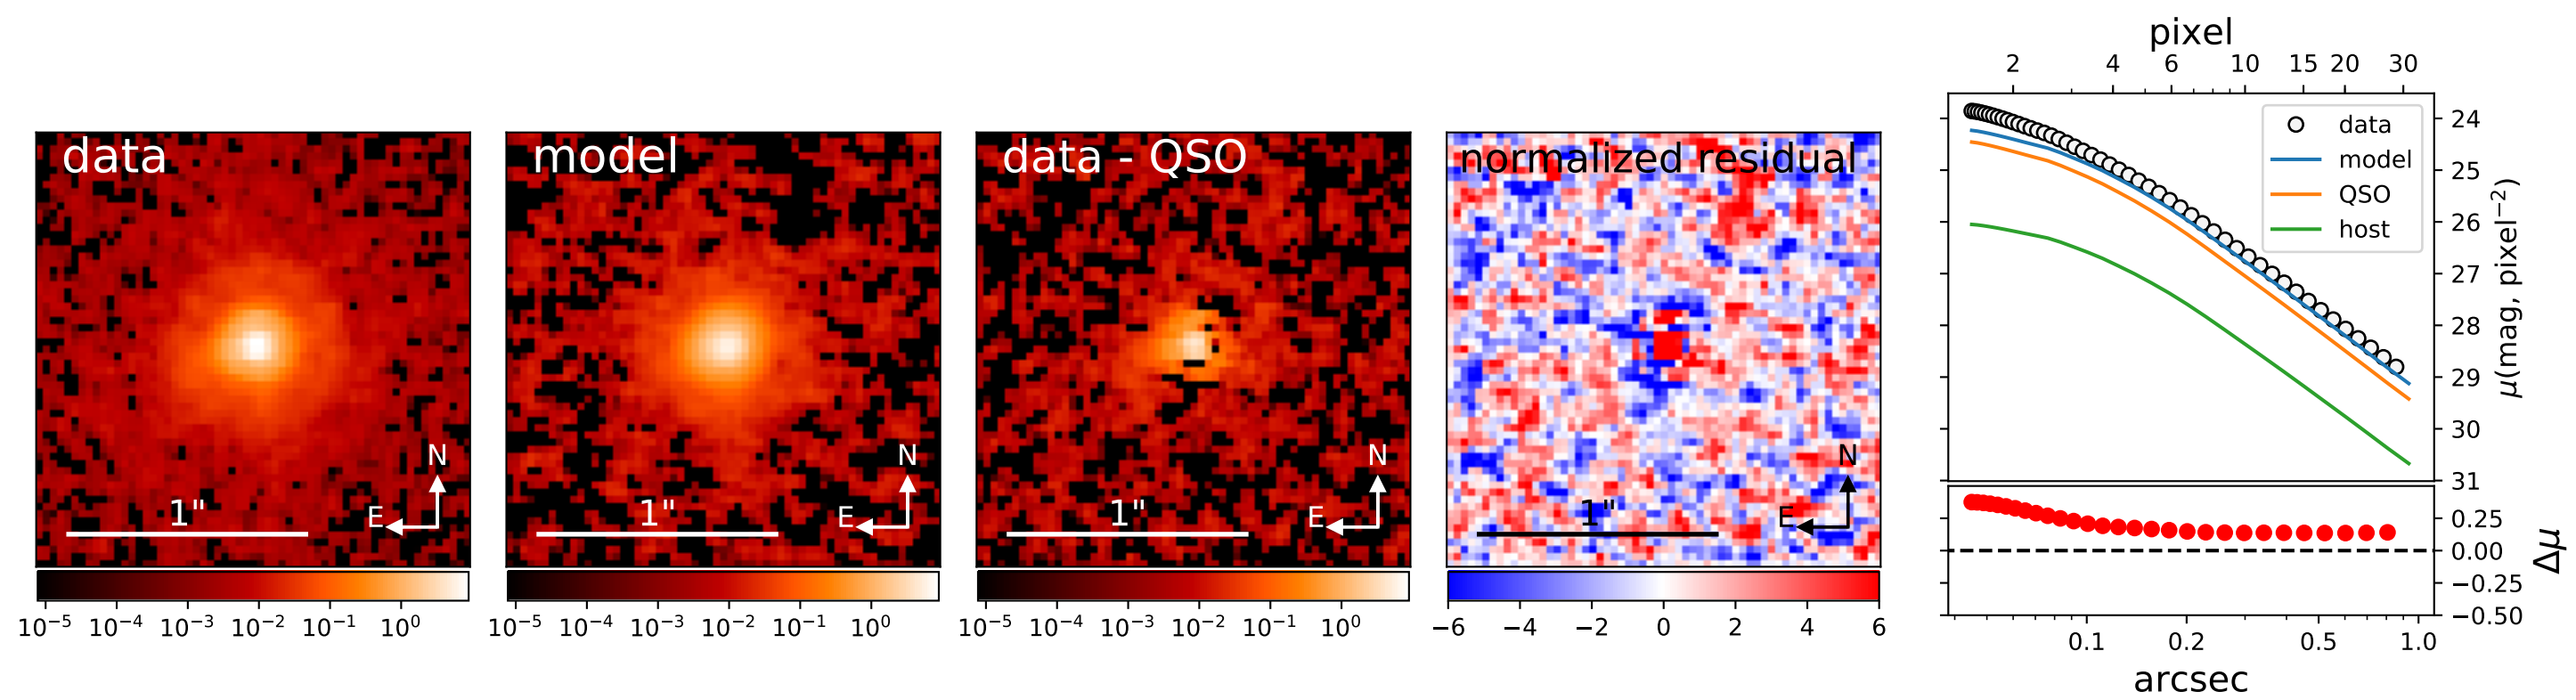 data
N
E
1"
10⁻⁵ 10⁻⁴ 10⁻³ 10⁻² 10⁻¹ 10⁰
model
N
E
1"
10⁻⁵ 10⁻⁴ 10⁻³ 10⁻² 10⁻¹ 10⁰
data - QSO
N
E
1"
10⁻⁵ 10⁻⁴ 10⁻³ 10⁻² 10⁻¹ 10⁰
normalized residual
N
E
1"
−6 −4 −2 0 2 4 6
pixel
2 4 6 10 15 20 30
data
model
QSO
host
24
25
26
27
28
29
30
31
μ(mag, pixel⁻²)
0.25
0.00
−0.25
−0.50
Δμ
0.1 0.2 0.5 1.0
arcsec